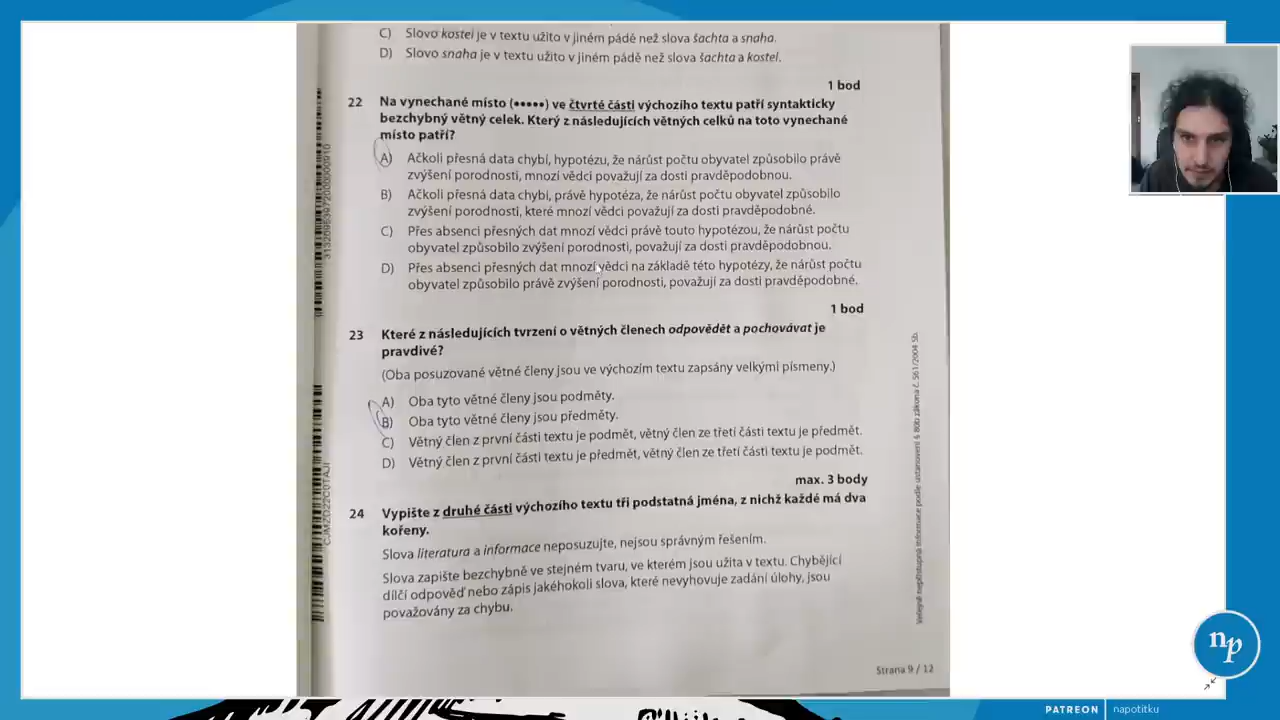 C) Slovo kostel je v textu užito v jiném pádě než slova šachta a snaha.
D) Slovo snaha je v textu užito v jiném pádě než slova šachta a kostel.
1 bod
22 Na vynechané místo (•••••) ve čtvrté části výchozího textu patří syntakticky
bezchybný větný celek. Který z následujících větných celků na toto vynechané
místo patří?
A) Ačkoli přesná data chybí, hypotézu, že nárůst počtu obyvatel způsobilo právě
zvýšení porodnosti, mnozí vědci považují za dosti pravděpodobnou.
B) Ačkoli přesná data chybí, právě hypotéza, že nárůst počtu obyvatel způsobilo
zvýšení porodnosti, které mnozí vědci považují za dosti pravděpodobné.
C) Přes absenci přesných dat mnozí vědci právě touto hypotézou, že nárůst počtu
obyvatel způsobilo zvýšení porodnosti, považují za dosti pravděpodobnou.
D) Přes absenci přesných dat mnozí vědci na základě této hypotézy, že nárůst počtu
obyvatel způsobilo právě zvýšení porodnosti, považují za dosti pravděpodobné.
1 bod
23 Které z následujících tvrzení o větných členech odpovědět a pochovávat je
pravdivé?
(Oba posuzované větné členy jsou ve výchozím textu zapsány velkými písmeny.)
A) Oba tyto větné členy jsou podměty.
B) Oba tyto větné členy jsou předměty.
C) Větný člen z první části textu je podmět, větný člen ze třetí části textu je předmět.
D) Větný člen z první části textu je předmět, větný člen ze třetí části textu je podmět.
max. 3 body
24 Vypište z druhé části výchozího textu tři podstatná jména, z nichž každé má dva
kořeny.
Slova literatura a informace neposuzujte, nejsou správným řešením.
Slova zapište bezchybně ve stejném tvaru, ve kterém jsou užita v textu. Chybějící
dílčí odpověď nebo zápis jakéhokoli slova, které nevyhovuje zadání úlohy, jsou
považovány za chybu.
Veřejně nepřístupná informace podle ustanovení § 80b zákona č. 561/2004 Sb.
Strana 9 / 12
np
PATREON napotitku